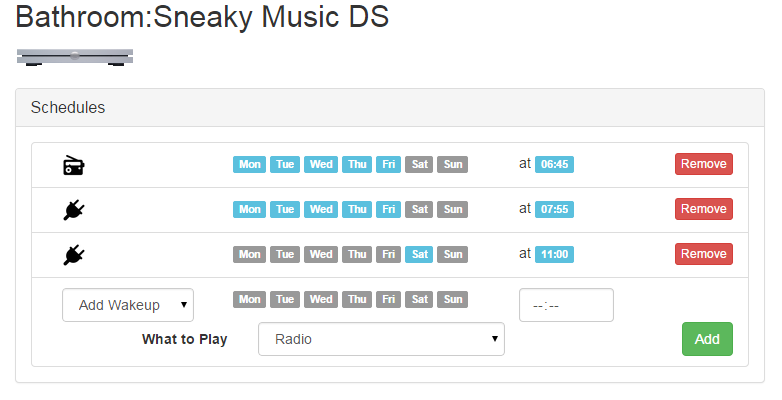 Bathroom:Sneaky Music DS
Schedules
Mon Tue Wed Thu Fri Sat Sun at 06:45 Remove
Mon Tue Wed Thu Fri Sat Sun at 07:55 Remove
Mon Tue Wed Thu Fri Sat Sun at 11:00 Remove
Add Wakeup Mon Tue Wed Thu Fri Sat Sun --:--
What to Play Radio Add